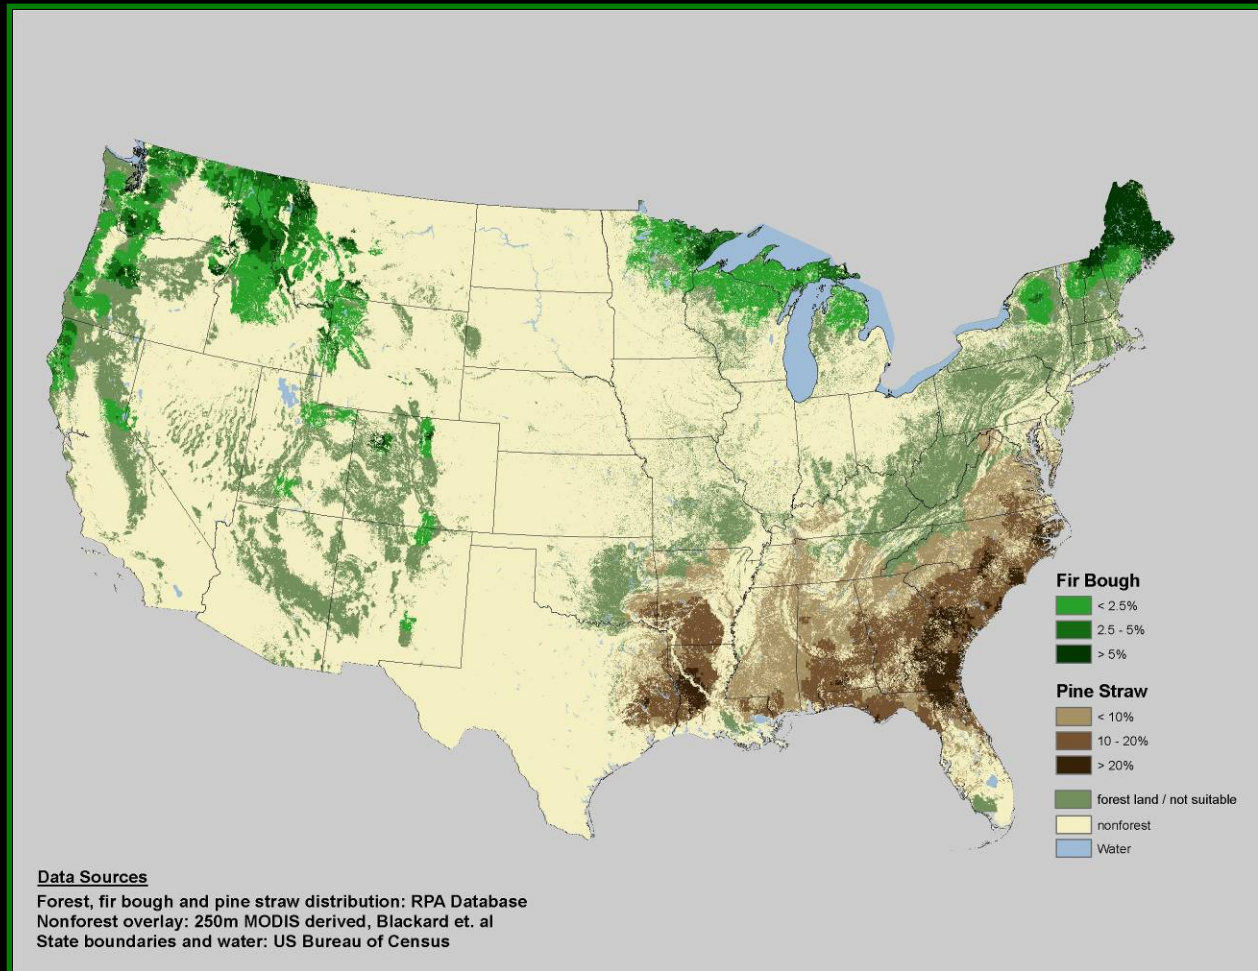 Fir Bough
< 2.5%
2.5 - 5%
> 5%
Pine Straw
< 10%
10 - 20%
> 20%
forest land / not suitable
nonforest
Water
Data Sources
Forest, fir bough and pine straw distribution: RPA Database
Nonforest overlay: 250m MODIS derived, Blackard et. al
State boundaries and water: US Bureau of Census